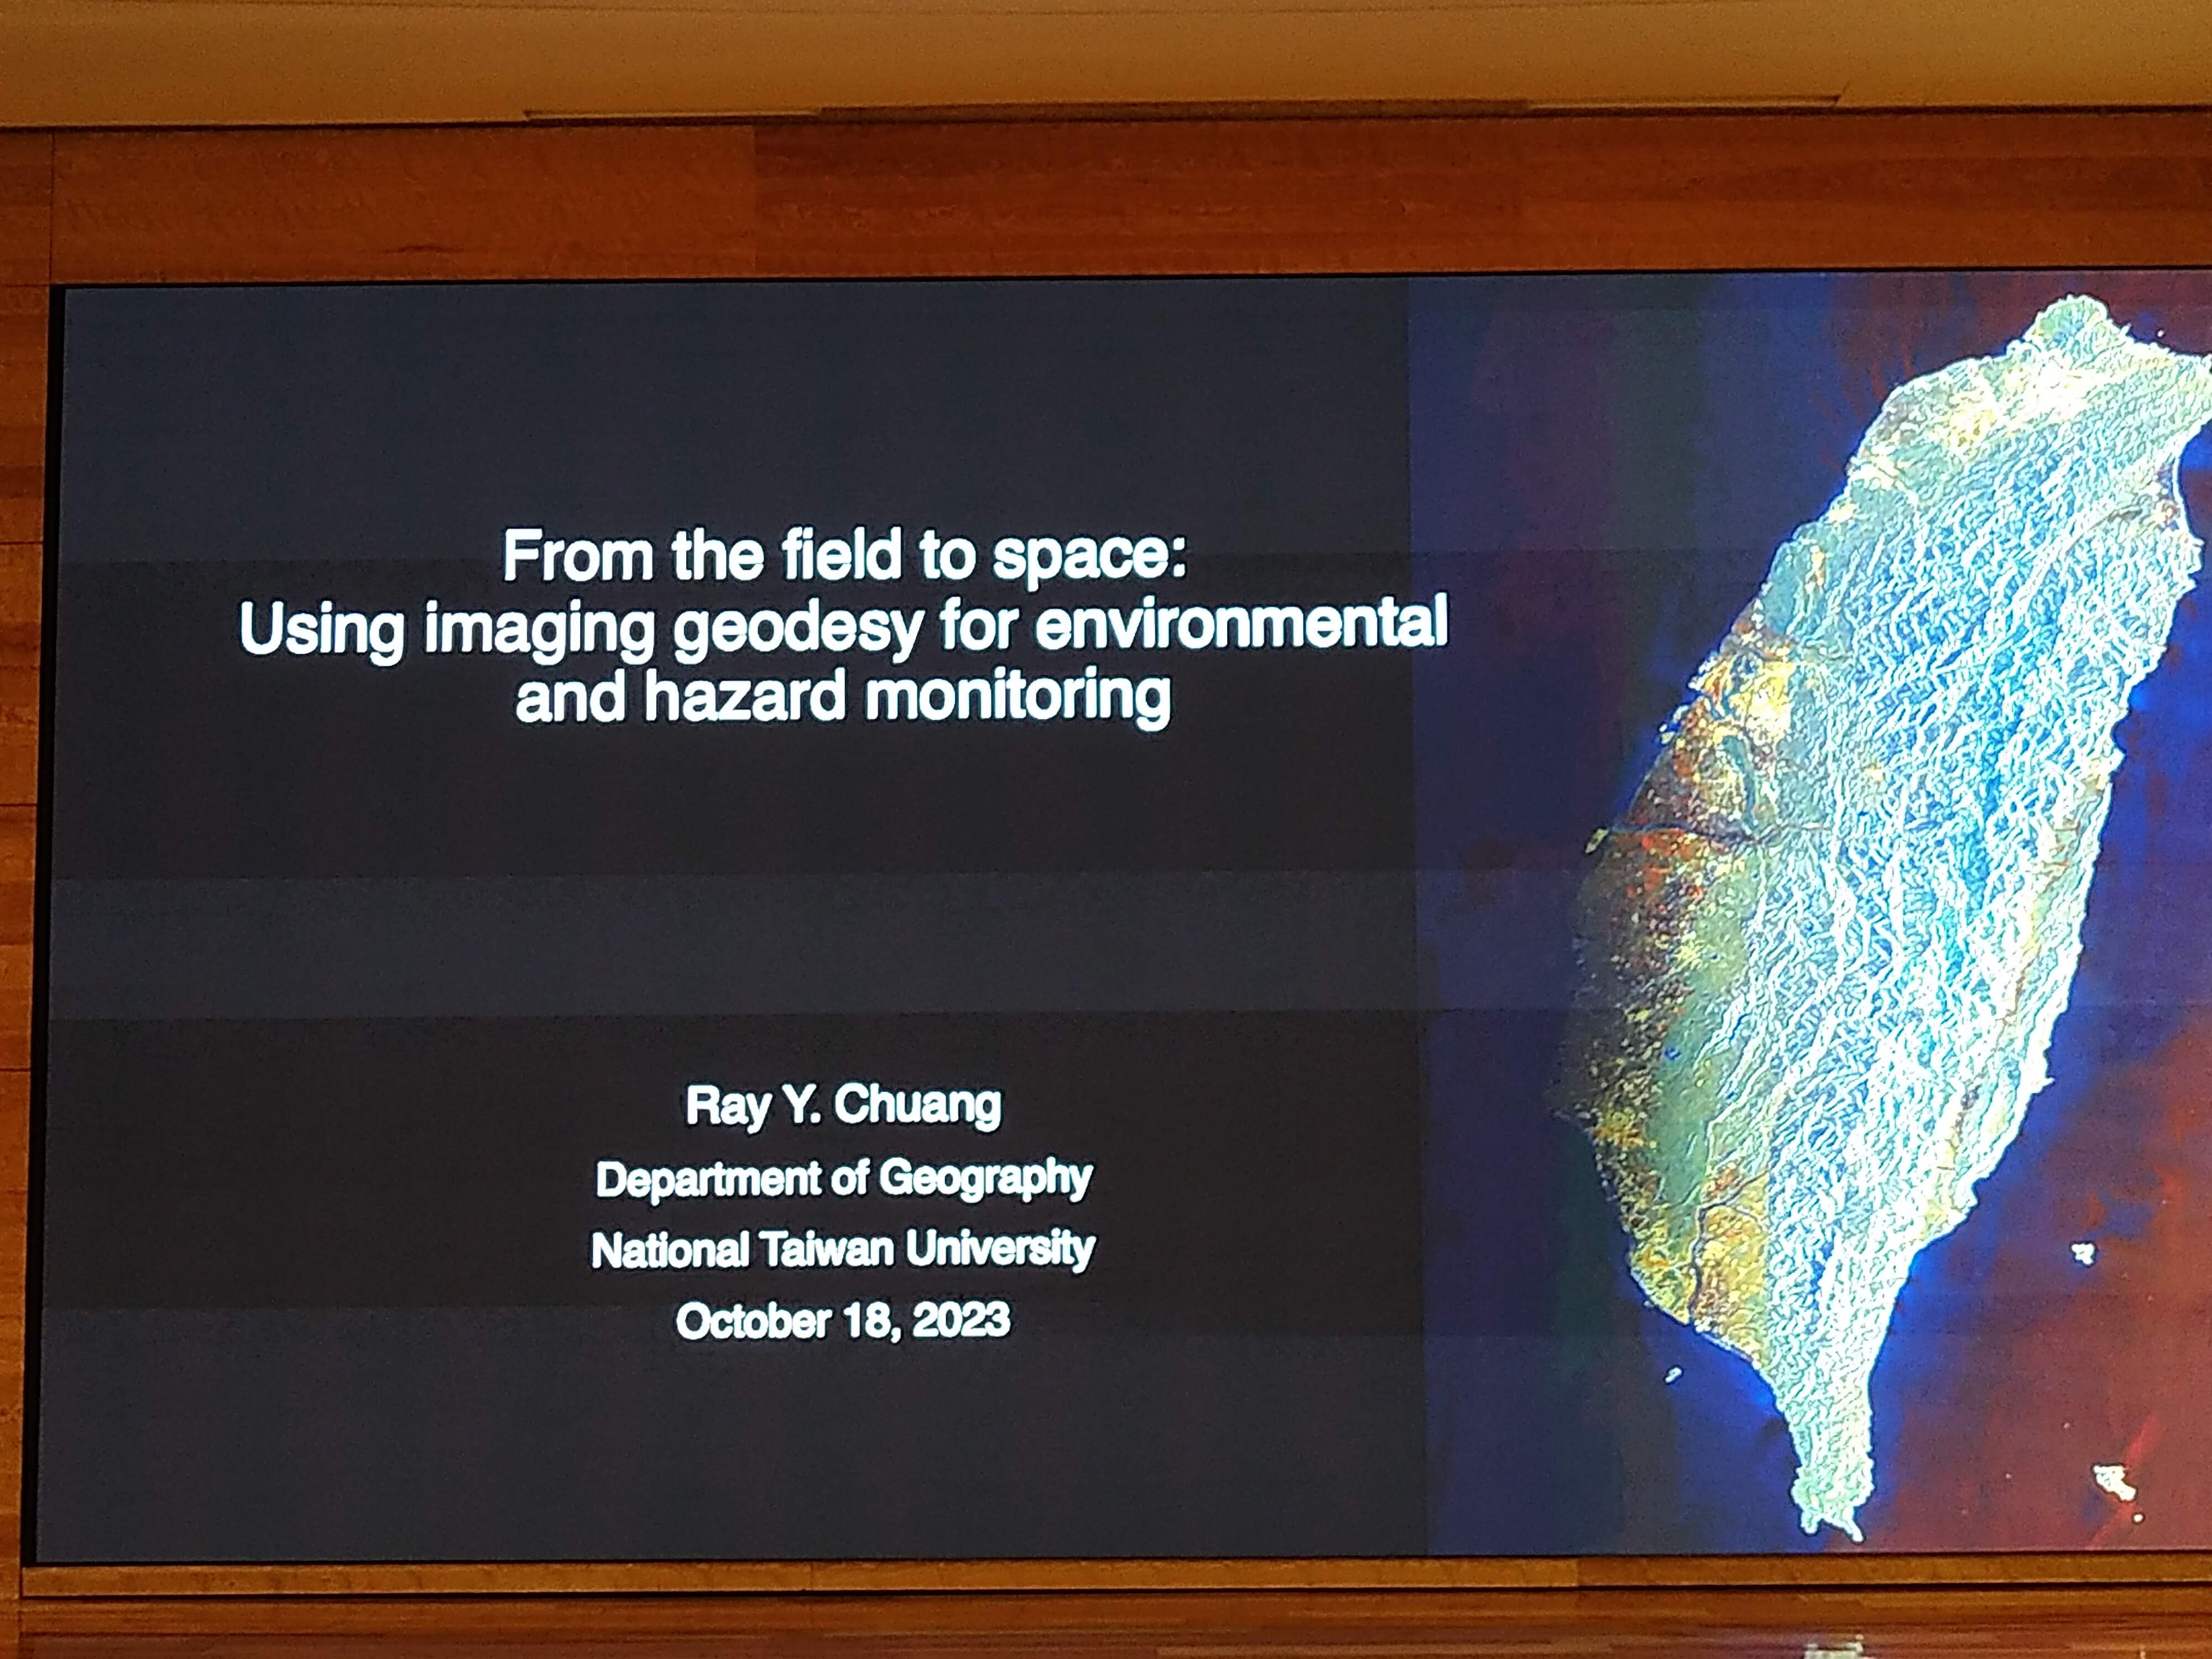 From the field to space:
Using imaging geodesy for environmental
and hazard monitoring
Ray Y. Chuang
Department of Geography
National Taiwan University
October 18, 2023